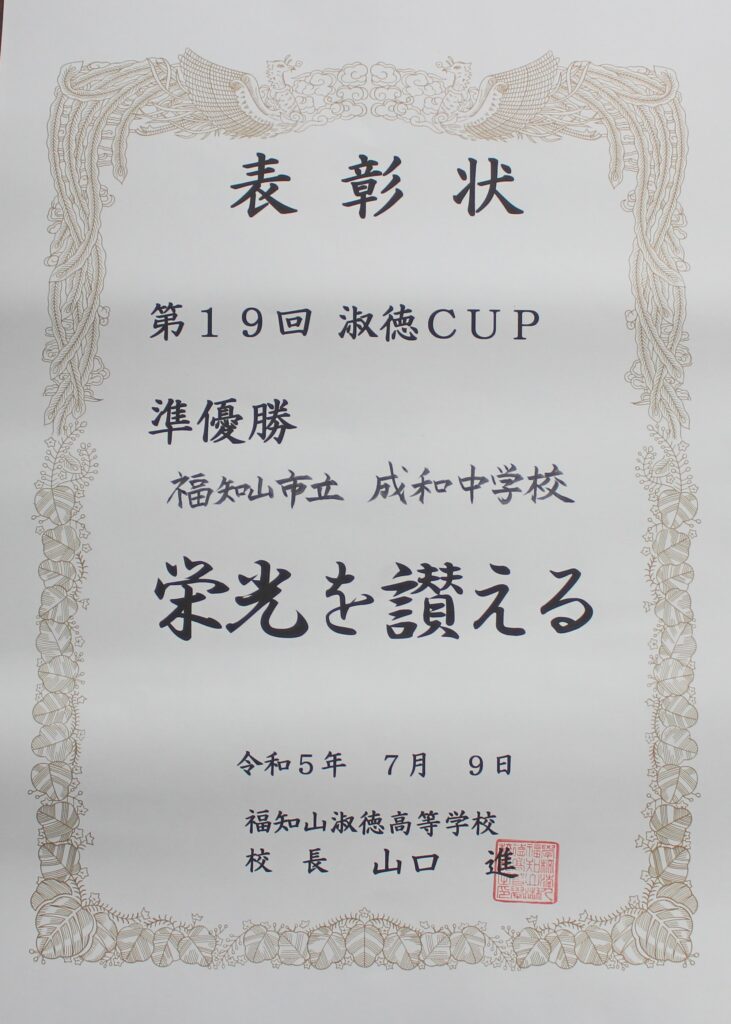 表彰状
第１９回 淑徳ＣＵＰ
準優勝
福知山市立 成和中学校
栄光を讃える
令和５年 ７月 ９日
福知山淑徳高等学校
校 長 山口 進